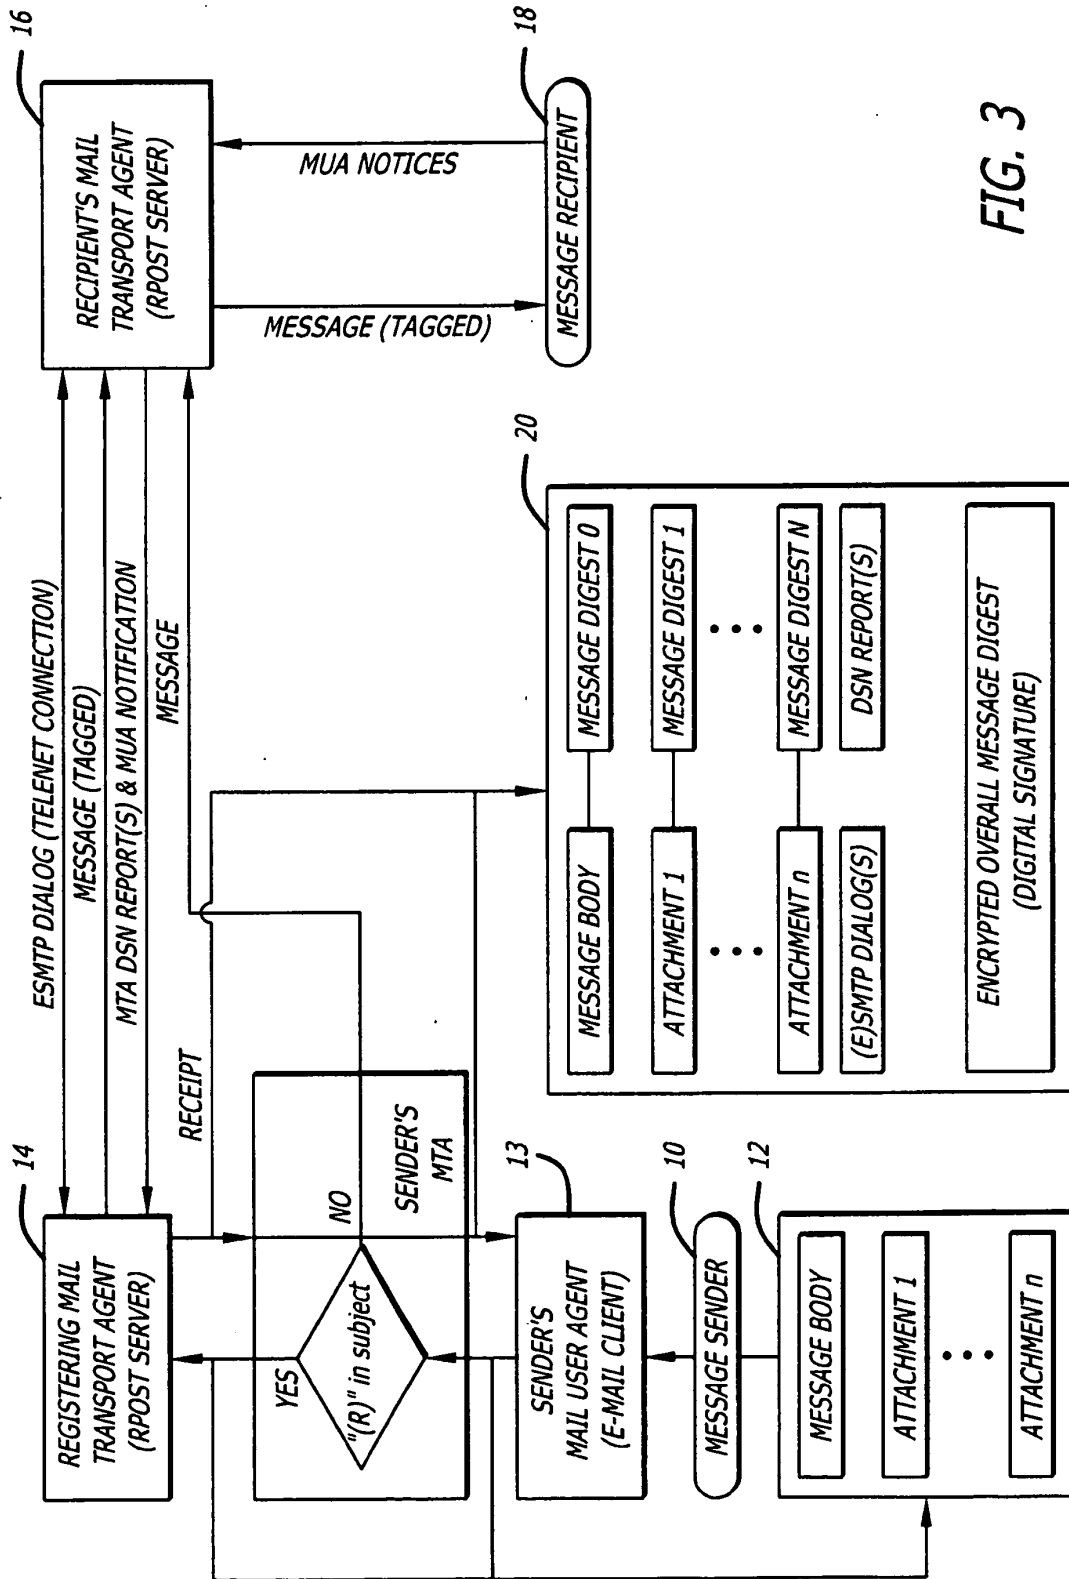 16
RECIPIENT'S MAIL
TRANSPORT AGENT
(RPOST SERVER)
MUA NOTICES
MESSAGE (TAGGED)
18
MESSAGE RECIPIENT
FIG. 3
ESMTP DIALOG (TELENET CONNECTION)
MESSAGE (TAGGED)
MTA DSN REPORT(S) & MUA NOTIFICATION
MESSAGE
RECEIPT
14
REGISTERING MAIL
TRANSPORT AGENT
(RPOST SERVER)
YES
"(R)" in subject
NO
SENDER'S
MTA
13
SENDER'S
MAIL USER AGENT
(E-MAIL CLIENT)
10
MESSAGE SENDER
12
MESSAGE BODY
ATTACHMENT 1
• • •
ATTACHMENT n
20
MESSAGE BODY
MESSAGE DIGEST 0
ATTACHMENT 1
MESSAGE DIGEST 1
• • •
• • •
ATTACHMENT n
MESSAGE DIGEST N
(E)SMTP DIALOG(S)
DSN REPORT(S)
ENCRYPTED OVERALL MESSAGE DIGEST
(DIGITAL SIGNATURE)